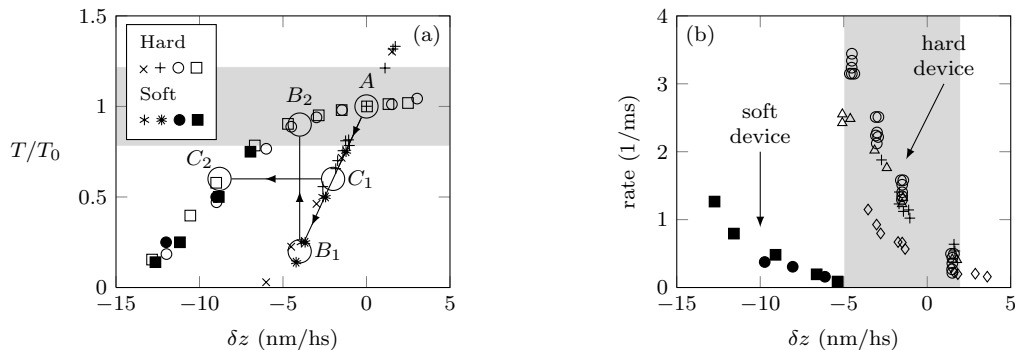 1.5
1
0.5
0
T/T₀
−15
−10
−5
0
5
δz (nm/hs)
Hard
Soft
(a)
A
B₂
C₂
C₁
B₁
4
3
2
1
0
rate (1/ms)
−15
−10
−5
0
5
δz (nm/hs)
(b)
hard
device
soft
device